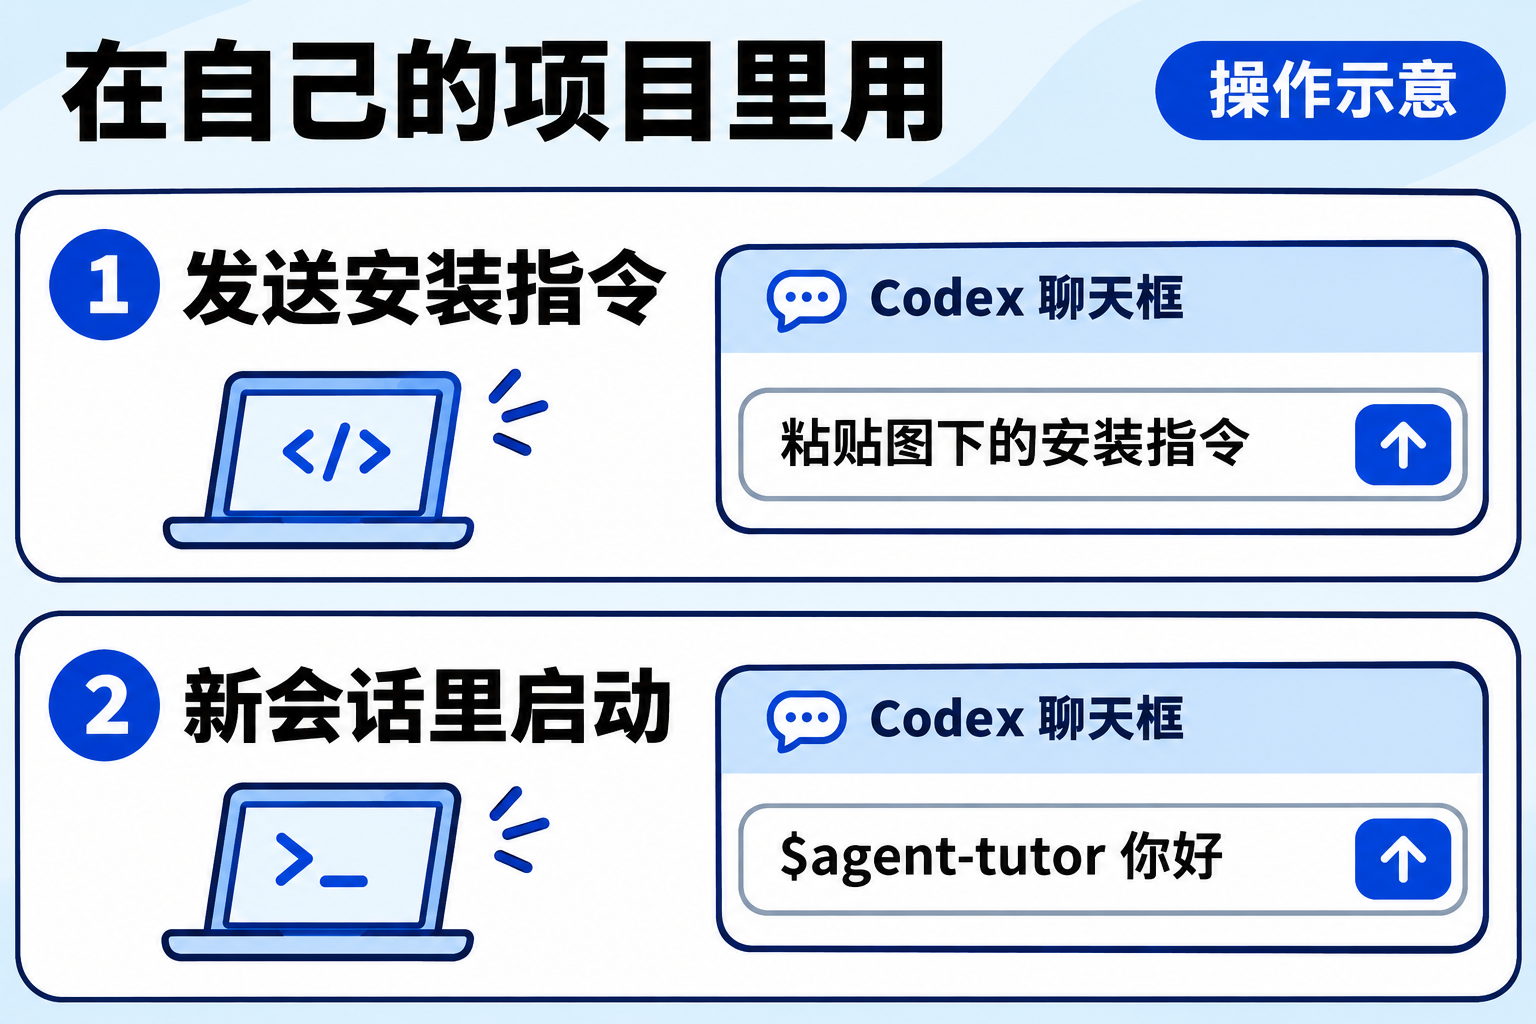 在自己的项目里用
操作示意
1 发送安装指令
</>
Codex 聊天框
粘贴图下的安装指令
2 新会话里启动
>_
Codex 聊天框
$agent-tutor 你好